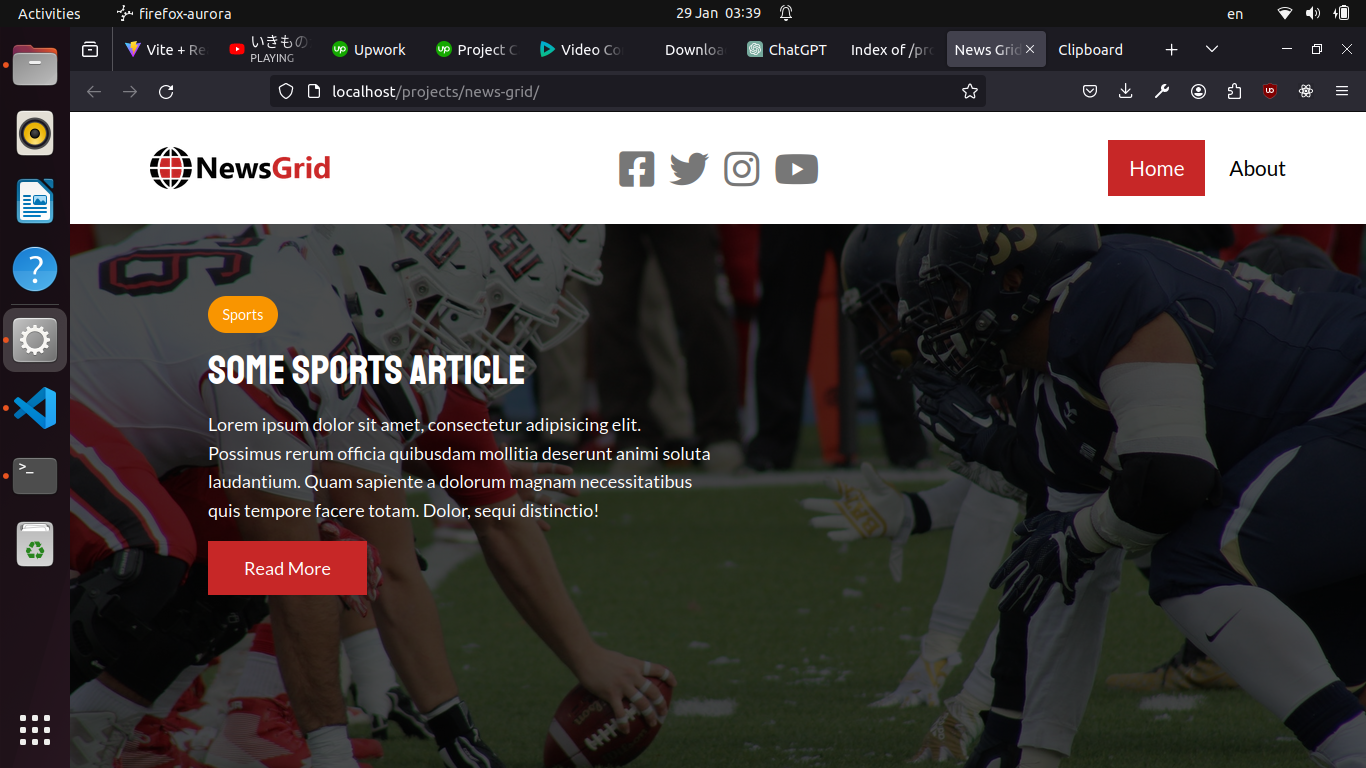 Activities firefox-aurora 29 Jan 03:39 en
Vite + Re いきもの Upwork Project C Video Co Downloa ChatGPT Index of /pro News Grid Clipboard
PLAYING
localhost/projects/news-grid/
NewsGrid Home About
Sports
SOME SPORTS ARTICLE
Lorem ipsum dolor sit amet, consectetur adipisicing elit.
Possimus rerum officia quibusdam mollitia deserunt animi soluta
laudantium. Quam sapiente a dolorum magnam necessitatibus
quis tempore facere totam. Dolor, sequi distinctio!
Read More